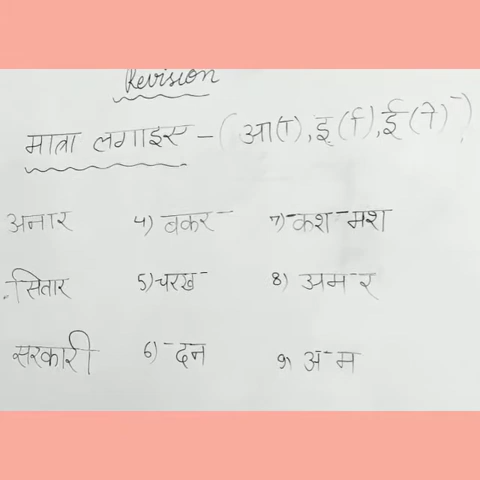 Revision
मात्रा लगाइए – (आ(ा), इ(ि), ई(ी))
अनार 4) बकर – 7) –कश –मश
सितार 5) चरख – 8) अम – र
सरकारी 6) – दन 9) अ – म